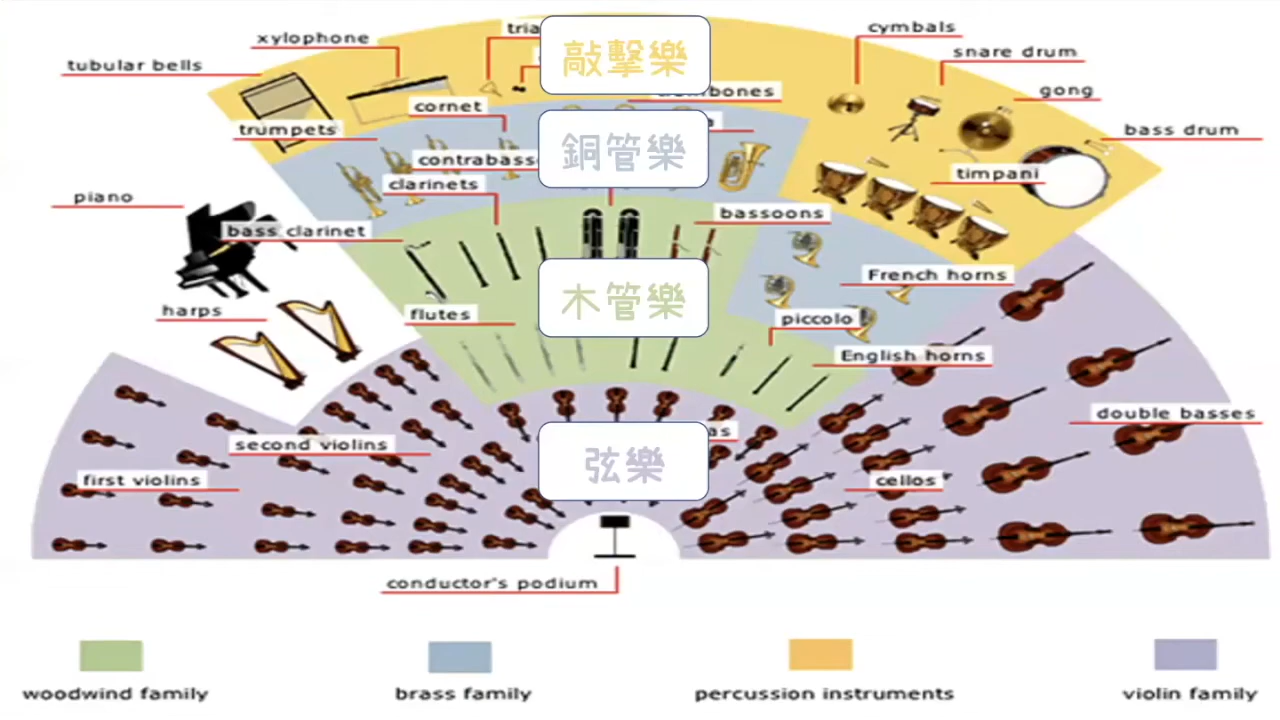 敲擊樂
銅管樂
木管樂
弦樂
xylophone
tubular bells
cornet
trumpets
clarinets
piano
bass clarinet
harps
flutes
second violins
first violins
conductor's podium
cymbals
snare drum
gong
bass drum
timpani
bassoons
French horns
piccolo
English horns
double basses
cellos
woodwind family
brass family
percussion instruments
violin family